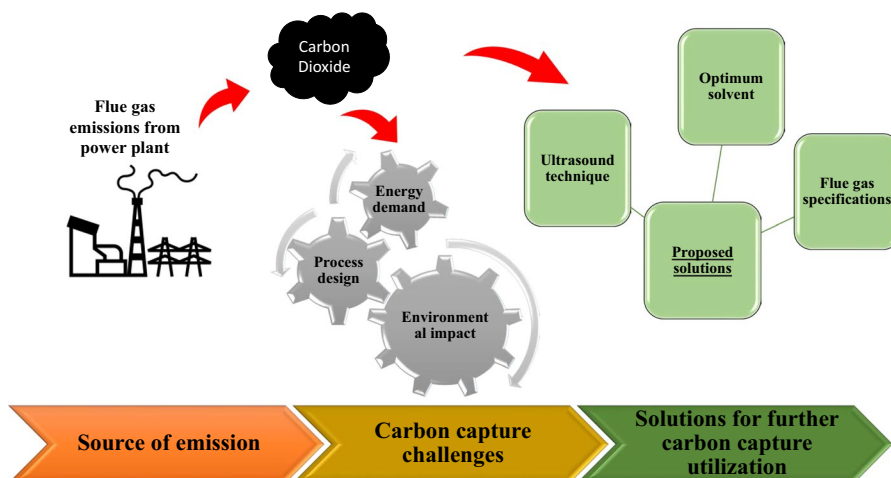 Carbon
Dioxide
Flue gas
emissions from
power plant
Energy
demand
Process
design
Environment
al impact
Optimum
solvent
Ultrasound
technique
Flue gas
specifications
Proposed
solutions
Source of emission
Carbon capture
challenges
Solutions for further
carbon capture
utilization